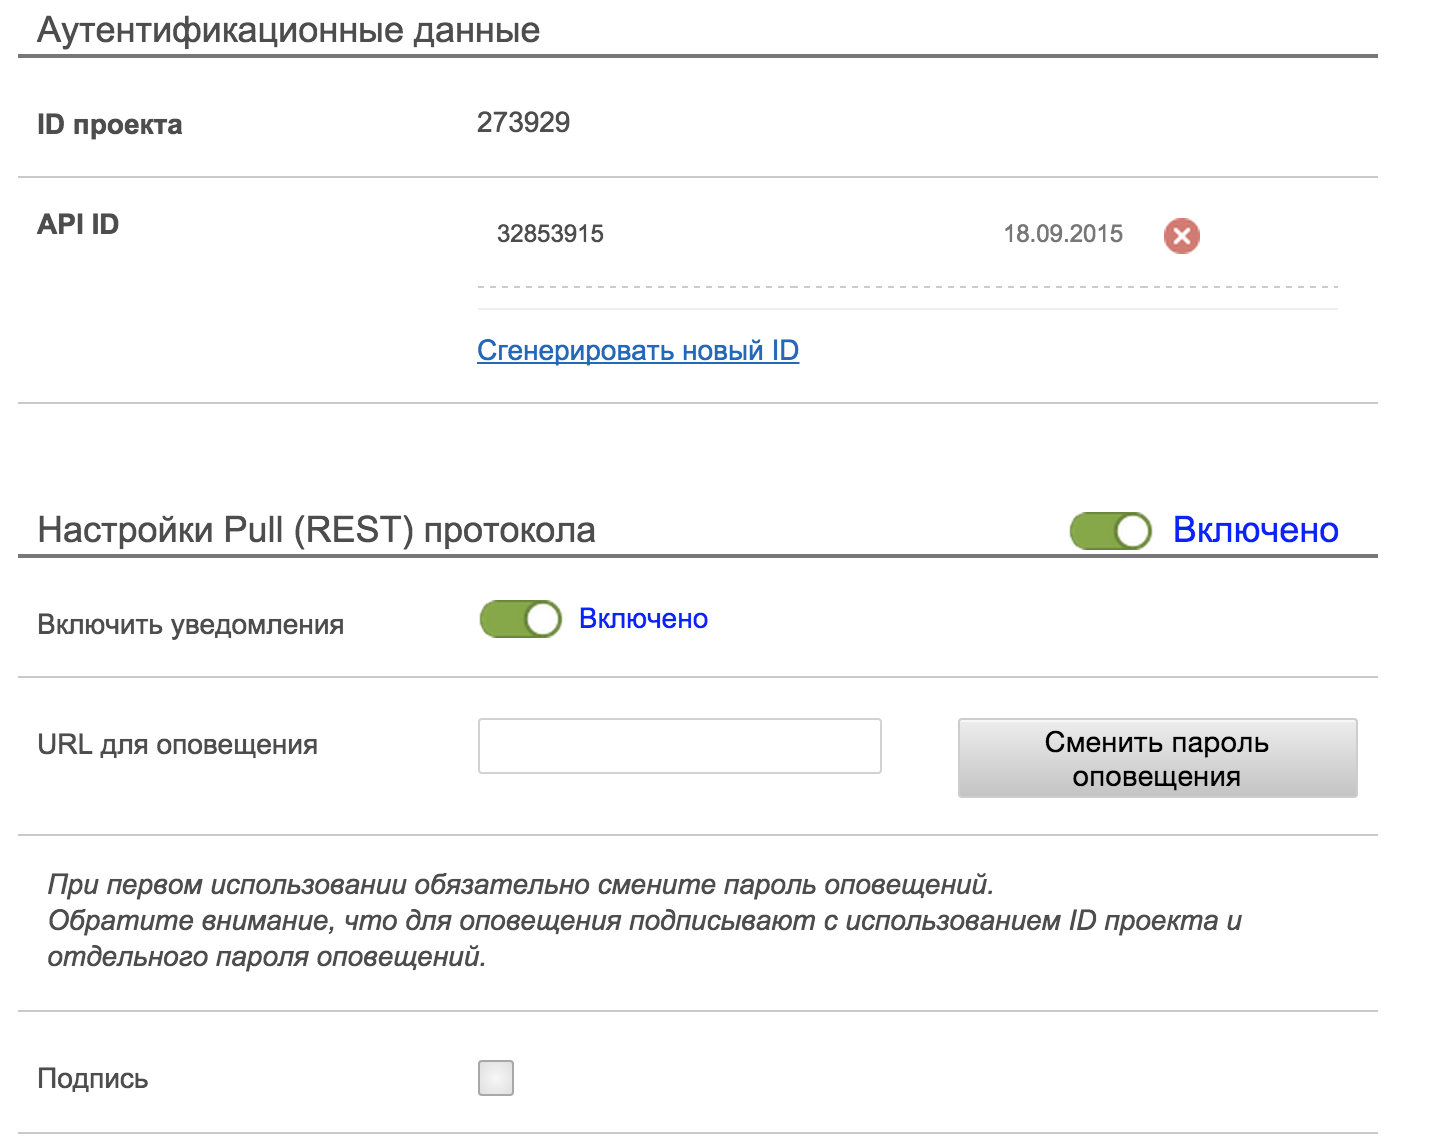 Аутентификационные данные
ID проекта 273929
API ID 32853915 18.09.2015
Сгенерировать новый ID
Настройки Pull (REST) протокола Включено
Включить уведомления Включено
URL для оповещения Сменить пароль
оповещения
При первом использовании обязательно смените пароль оповещений.
Обратите внимание, что для оповещения подписывают с использованием ID проекта и
отдельного пароля оповещений.
Подпись